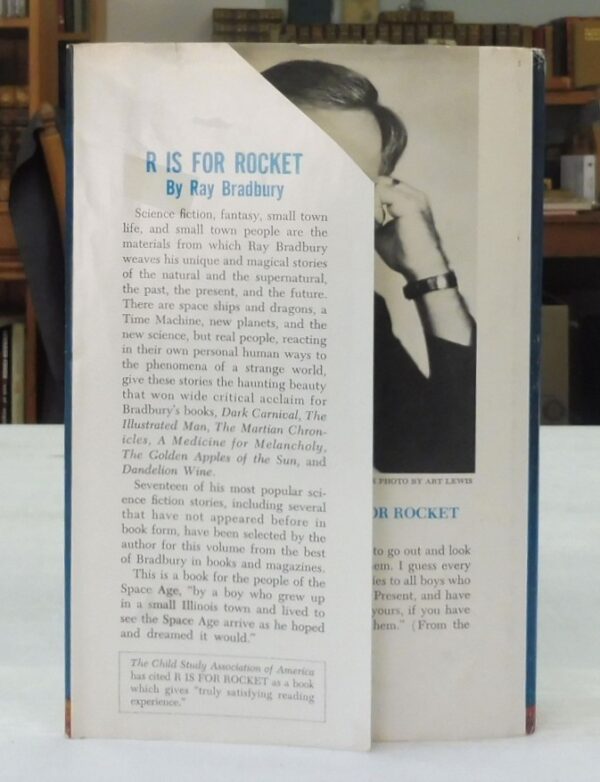 R IS FOR ROCKET
By Ray Bradbury
Science fiction, fantasy, small town
life, and small town people are the
materials from which Ray Bradbury
weaves his unique and magical stories
of the natural and the supernatural,
the past, the present, and the future.
There are space ships and dragons, a
Time Machine, new planets, and the
new science, but real people, reacting
in their own personal human ways to
the phenomena of a strange world,
give these stories the haunting beauty
that won wide critical acclaim for
Bradbury's books, Dark Carnival, The
Illustrated Man, The Martian Chron-
icles, A Medicine for Melancholy,
The Golden Apples of the Sun, and
Dandelion Wine.
Seventeen of his most popular sci-
ence fiction stories, including several
that have not appeared before in
book form, have been selected by the
author for this volume from the best
of Bradbury in books and magazines.
This is a book for the people of the
Space Age, "by a boy who grew up
in a small Illinois town and lived to
see the Space Age arrive as he hoped
and dreamed it would."
The Child Study Association of America
has cited R IS FOR ROCKET as a book
which gives "truly satisfying reading
experience."
PHOTO BY ART LEWIS
OR ROCKET
to go out and look
em. I guess every
ies to all boys who
Present, and have
yours, if you have
hem." (From the